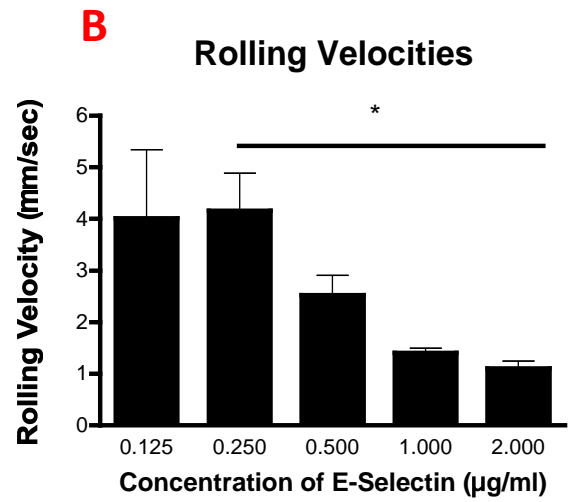 B
Rolling Velocities
*
Rolling Velocity (mm/sec)
6
5
4
3
2
1
0
0.125 0.250 0.500 1.000 2.000
Concentration of E-Selectin (µg/ml)